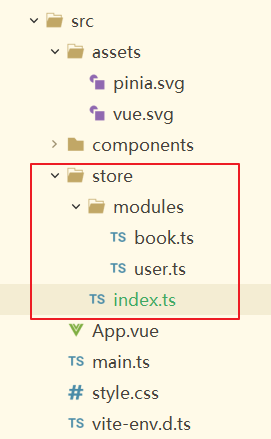 src
assets
pinia.svg
vue.svg
components
store
modules
TS book.ts
TS user.ts
TS index.ts
App.vue
TS main.ts
# style.css
TS vite-env.d.ts